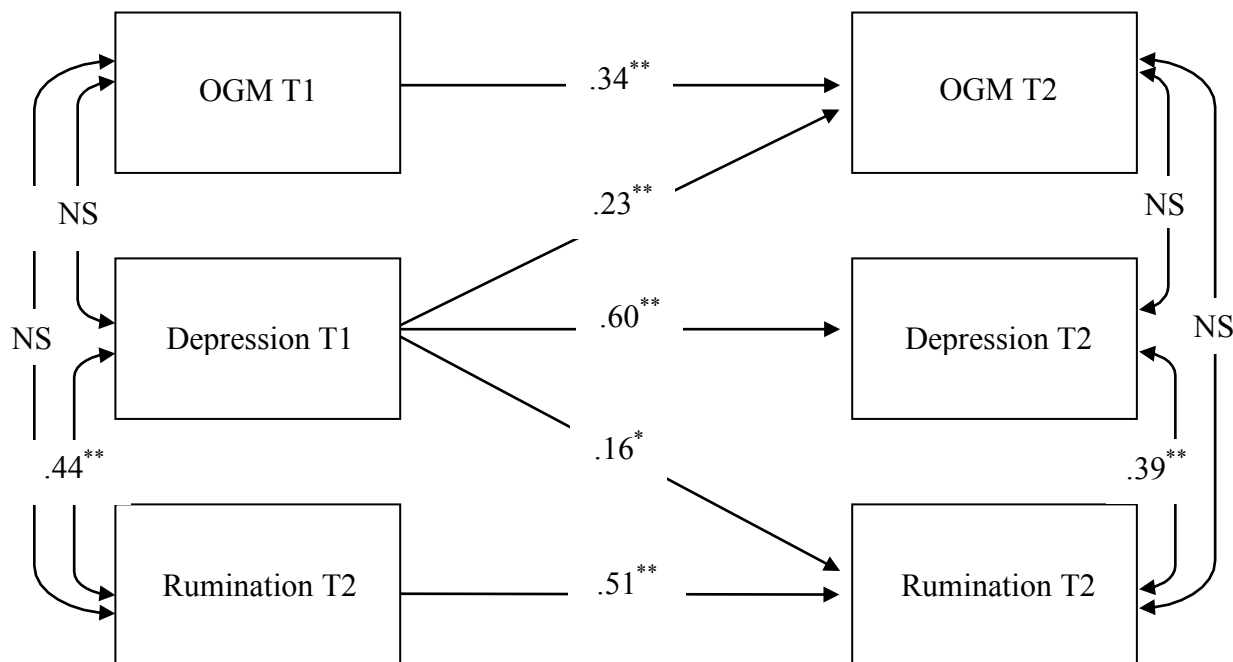 OGM T1
.34**
OGM T2
.23**
NS
NS
Depression T1
.60**
Depression T2
NS
NS
.16*
.44**
.39**
Rumination T2
.51**
Rumination T2